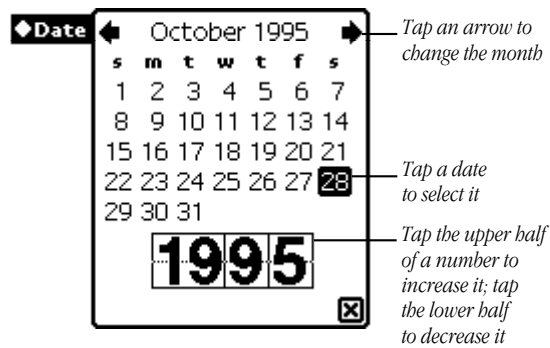 ◆Date
October 1995
s m t w t f s
1 2 3 4 5 6 7
8 9 10 11 12 13 14
15 16 17 18 19 20 21
22 23 24 25 26 27 28
29 30 31
1995
Tap an arrow to
change the month
Tap a date
to select it
Tap the upper half
of a number to
increase it; tap
the lower half
to decrease it